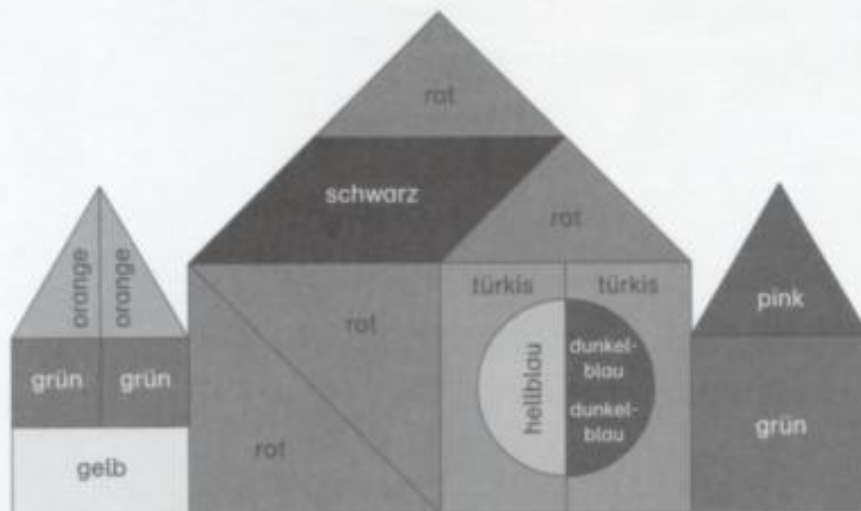 rot
schwarz
rot
orange
orange
türkis
türkis
pink
rot
hellblau
dunkel-
blau
dunkel-
blau
grün
grün
grün
gelb
rot